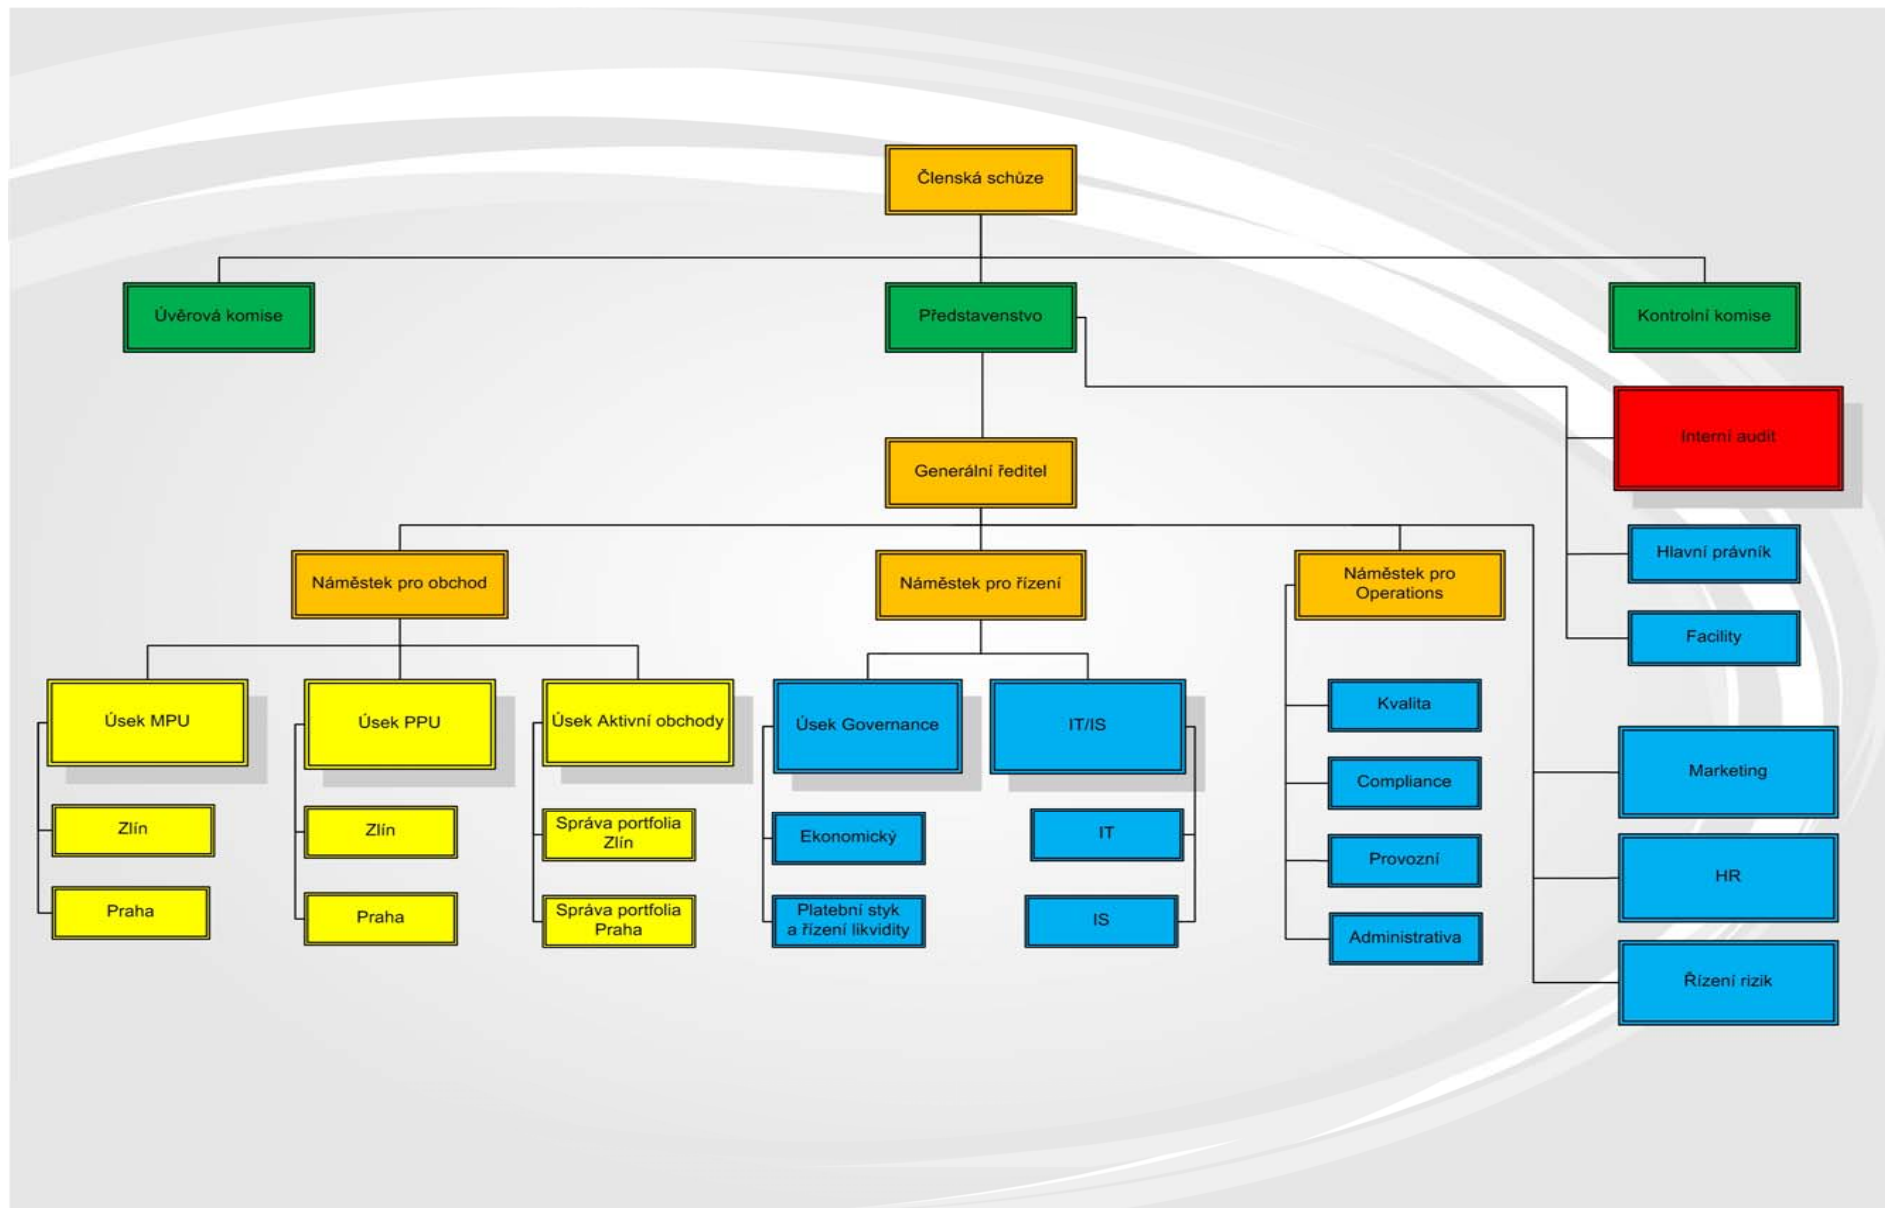 Členská schůze
Úvěrová komise
Představenstvo
Kontrolní komise
Interní audit
Generální ředitel
Hlavní právník
Facility
Náměstek pro obchod
Náměstek pro řízení
Náměstek pro
Operations
Úsek MPU
Úsek PPU
Úsek Aktivní obchody
Úsek Governance
IT/IS
Kvalita
Compliance
Provozní
Administrativa
Marketing
HR
Řízení rizik
Zlín
Praha
Zlín
Praha
Správa portfolia
Zlín
Správa portfolia
Praha
Ekonomický
Platební styk
a řízení likvidity
IT
IS